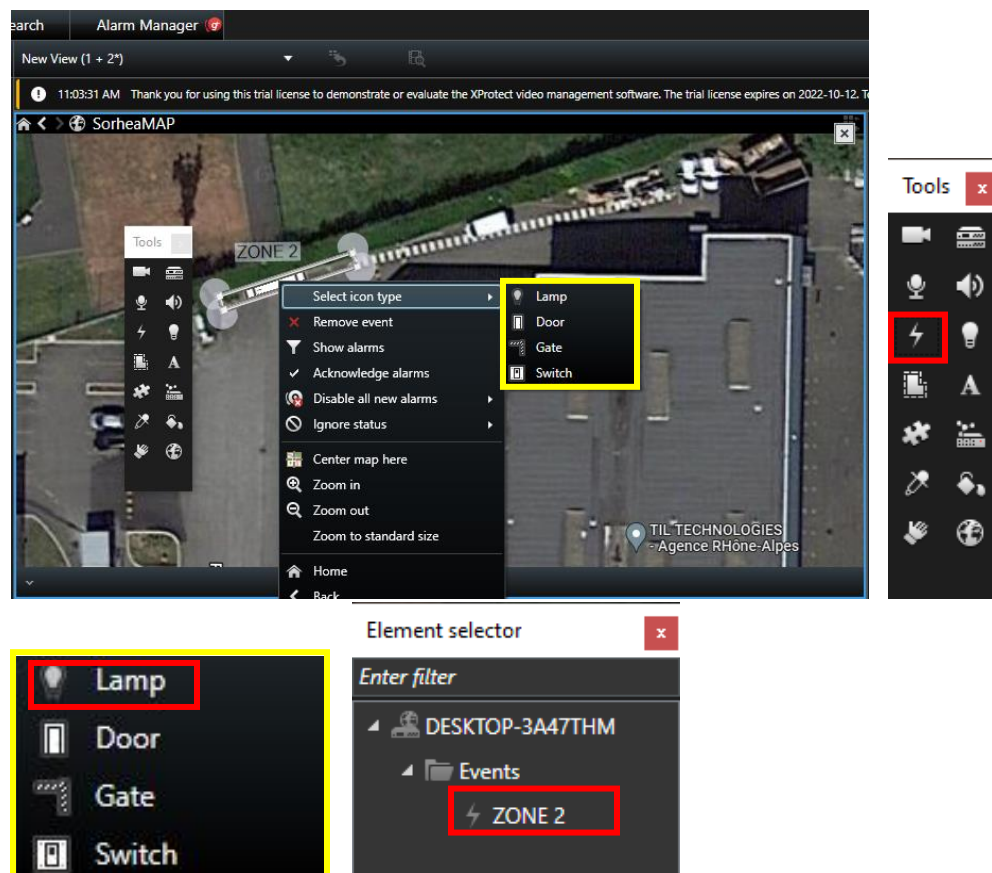 earch Alarm Manager
New View (1 + 2*)
11:03:31 AM Thank you for using this trial license to demonstrate or evaluate the XProtect video management software. The trial license expires on 2022-10-12. T
SorheaMAP
Tools
ZONE 2
Select icon type
Remove event
Show alarms
Acknowledge alarms
Disable all new alarms
Ignore status
Center map here
Zoom in
Zoom out
Zoom to standard size
Home
Back
Lamp
Door
Gate
Switch
A
TIL TECHNOLOGIES
- Agence RHône-Alpes
Tools x
A
Lamp
Door
Gate
Switch
Element selector x
Enter filter
DESKTOP-3A47THM
Events
ZONE 2